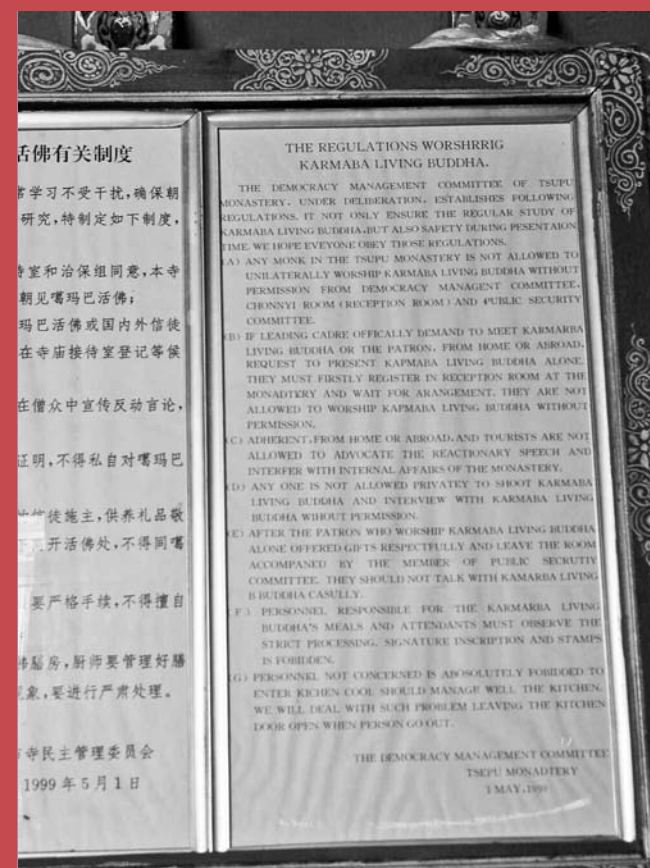 活佛有关制度
常学习不受干扰,确保朝
研究,特制定如下制度,
待室和治保组同意,本寺
朝见噶玛巴活佛;
玛巴活佛或国内外信徒
在寺庙接待室登记等侯
在僧众中宣传反动言论,
证明,不得私自对噶玛巴
信徒施主,供养礼品敬
开活佛处,不得同噶
要严格手续,不得擅自
佛膳房,厨师要管理好膳
现象,要进行严肃处理。
寺民主管理委员会
1999年5月1日
THE REGULATIONS WORSHRRIG
KARMABA LIVING BUDDHA.
THE DEMOCRACY MANAGEMENT COMMITTEE OF TSUPU
MONASTERY, UNDER DELIBERATION, ESTABLISHES FOLLOWING
REGULATIONS. IT NOT ONLY ENSURE THE REGULAR STUDY OF
KARMABA LIVING BUDDHA,BUT ALSO SAFETY DURING PESENTAION
TIME. WE HOPE EVEYONE OBEY THOSE REGULATIONS.
(A) ANY MONK IN THE TSUPU MONASTERY IS NOT ALLOWED TO
UNILATERALLY WORSHIP KARMABA LIVING BUDDHA WITHOUT
PERMISSION FROM DEMOCRACY MANAGENT COMMITTEE,
CHONNYI ROOM (RECEPTION ROOM) AND PUBLIC SECURITY
COMMITTEE.
(B) IF LEADING CADRE OFFICALLY DEMAND TO MEET KARMARBA
LIVING BUDDHA OR THE PATRON, FROM HOME OR ABROAD,
REQUEST TO PRESENT KAPMABA LIVING BUDDHA ALONE,
THEY MUST FIRSTLY REGISTER IN RECEPTION ROOM AT THE
MONADTERY AND WAIT FOR ARANGEMENT. THEY ARE NOT
ALLOWED TO WORSHIP KAPMABA LIVING BUDDHA WITHOUT
PERMISSION.
(C) ADHERENT, FROM HOME OR ABROAD, AND TOURISTS ARE NOT
ALLOWED TO ADVOCATE THE REACTIONARY SPEECH AND
INTERFER WITH INTERNAL AFFAIRS OF THE MONASTERY.
(D) ANY ONE IS NOT ALLOWED PRIVATEY TO SHOOT KARMABA
LIVING BUDDHA AND INTERVIEW WITH KARMABA LIVING
BUDDHA WIHOUT PERMISSION.
(E) AFTER THE PATRON WHO WORSHIP KARMABA LIVING BUDDHA
ALONE OFFERED GIFTS RESPECTFULLY AND LEAVE THE ROOM
ACCOMPANED BY THE MEMBER OF PUBLIC SECRUTIY
COMMITTEE. THEY SHOULD NOT TALK WITH KAMARBA LIVING
B BUDDHA CASULLY.
(F) PERSONNEL RESPONSIBLE FOR THE KARMARBA LIVING
BUDDHA'S MEALS AND ATTENDANTS MUST OBSERVE THE
STRICT PROCESSING. SIGNATURE INSCRIPTION AND STAMPS
IS FOBIDDEN.
(G) PERSONNEL NOT CONCERNED IS ABOSOLUTELY FOBIDDED TO
ENTER KICHEN COOL SHOULD MANAGE WELL THE KITCHEN.
WE WILL DEAL WITH SUCH PROBLEM LEAVING THE KITCHEN
DOOR OPEN WHEN PERSON GO OUT.
THE DEMOCRACY MANAGEMENT COMMITTEE
TSEPU MONADTERY
1 MAY,1999